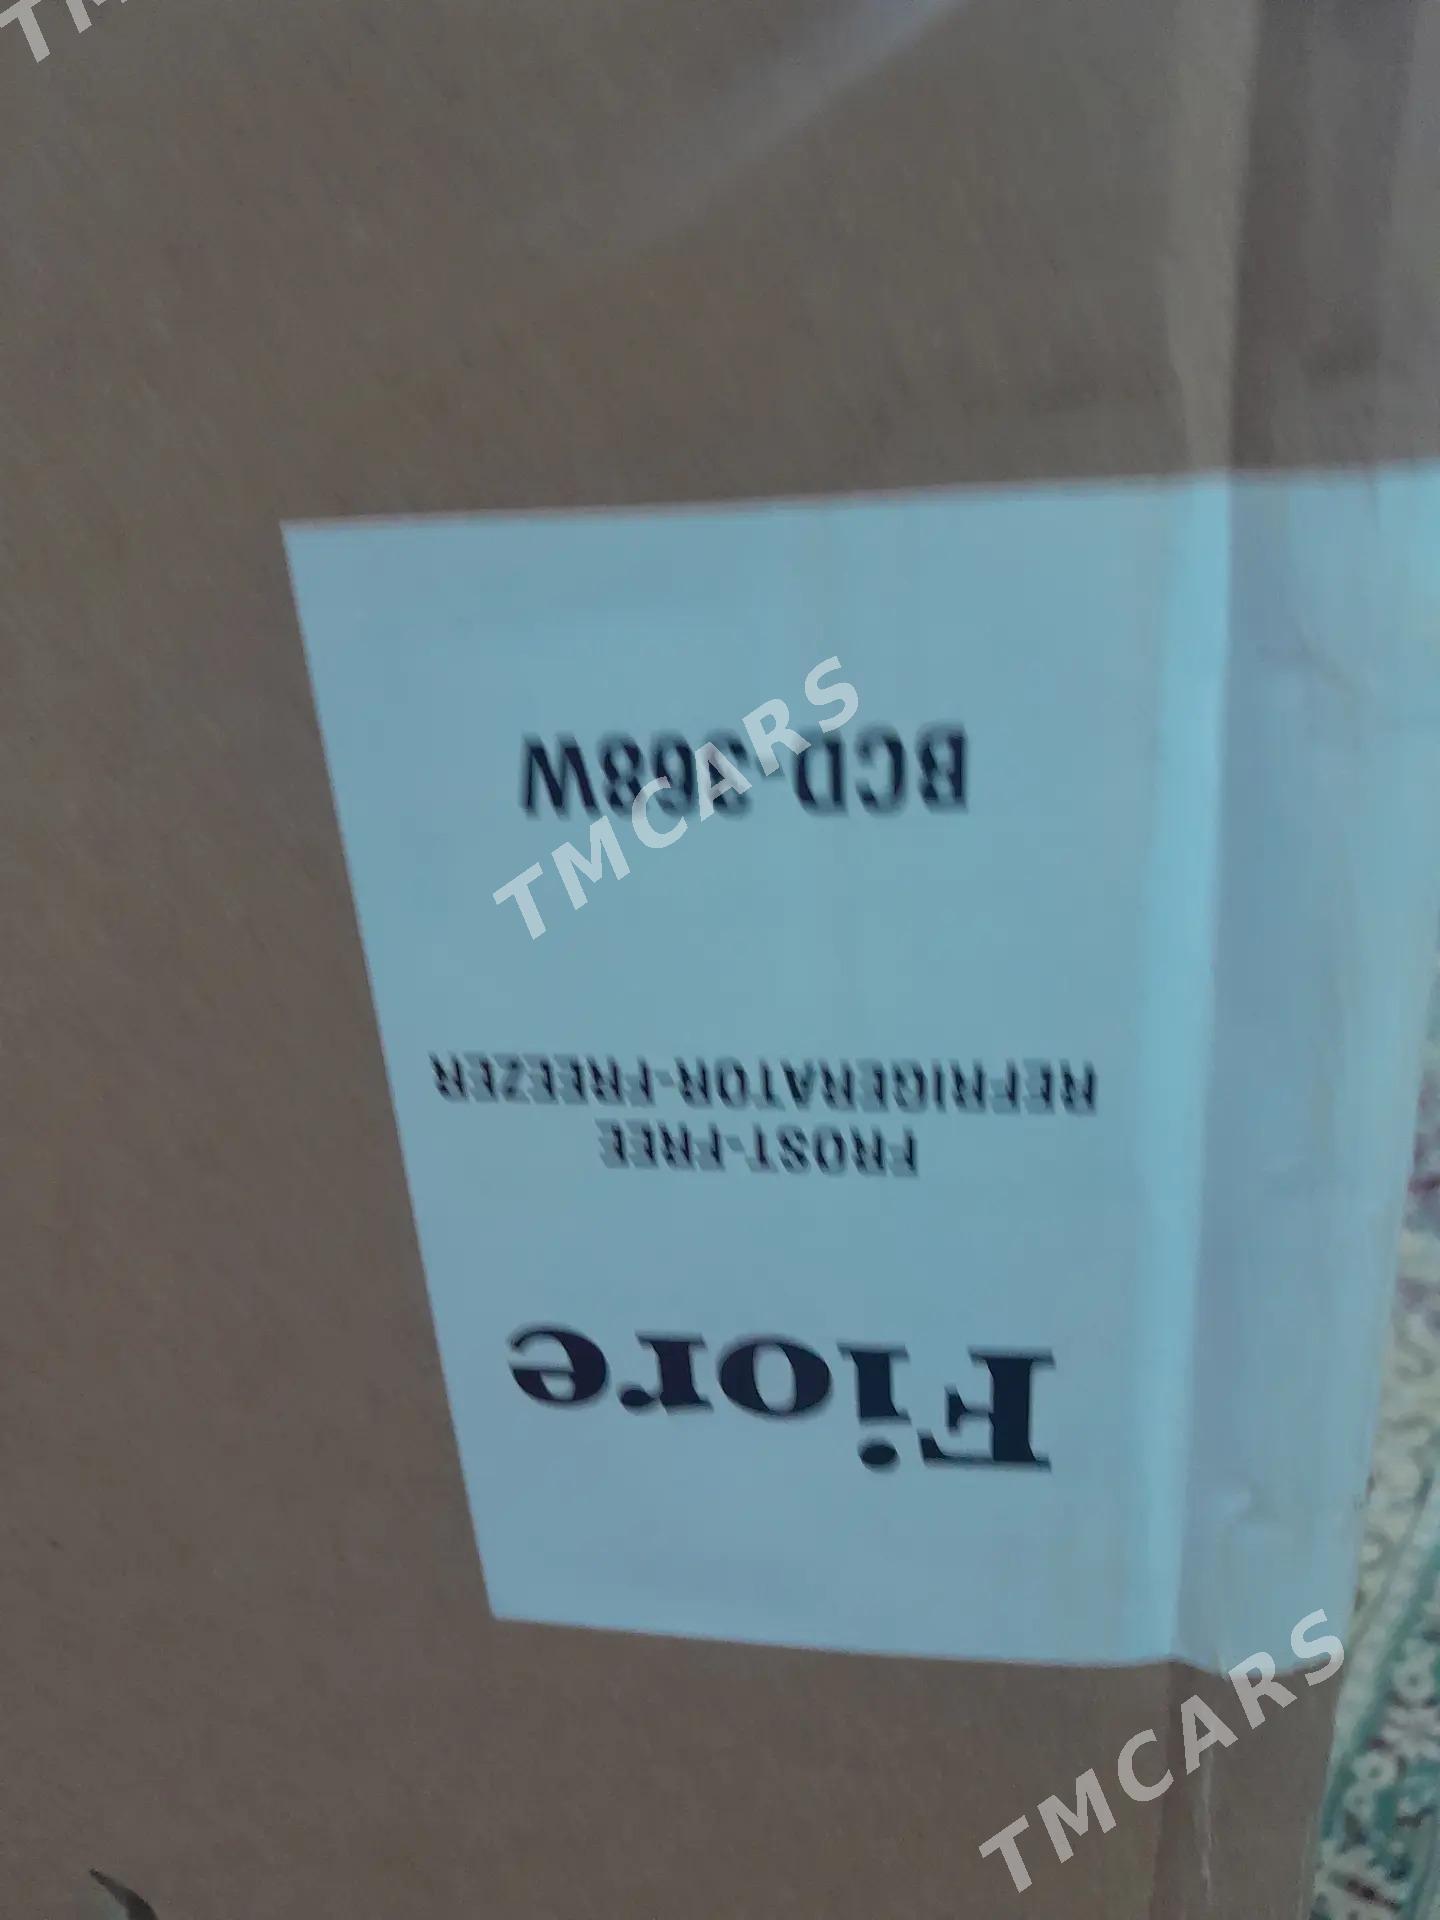 Fiore
FROST-FREE
REFRIGERATOR-FREEZER
BCD-368W
TMCARS
TMCARS